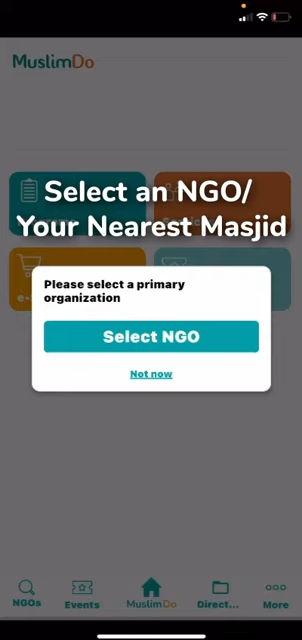 MuslimDo
Select an NGO/
Your Nearest Masjid
Please select a primary
organization
Select NGO
Not now
NGOs
Events
MuslimDo
Direct...
More